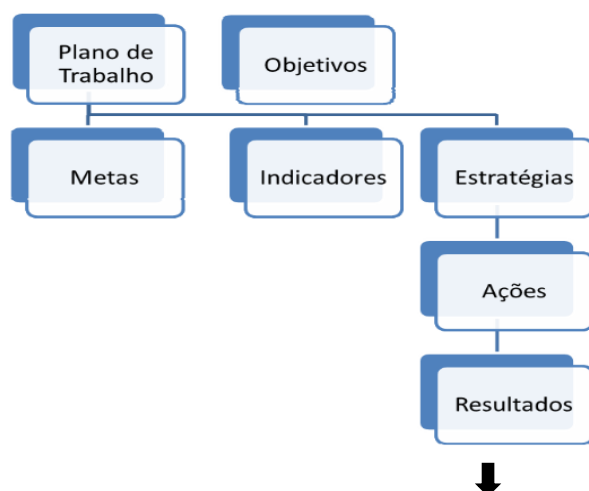 Plano de
Trabalho
Objetivos
Metas
Indicadores
Estratégias
Ações
Resultados